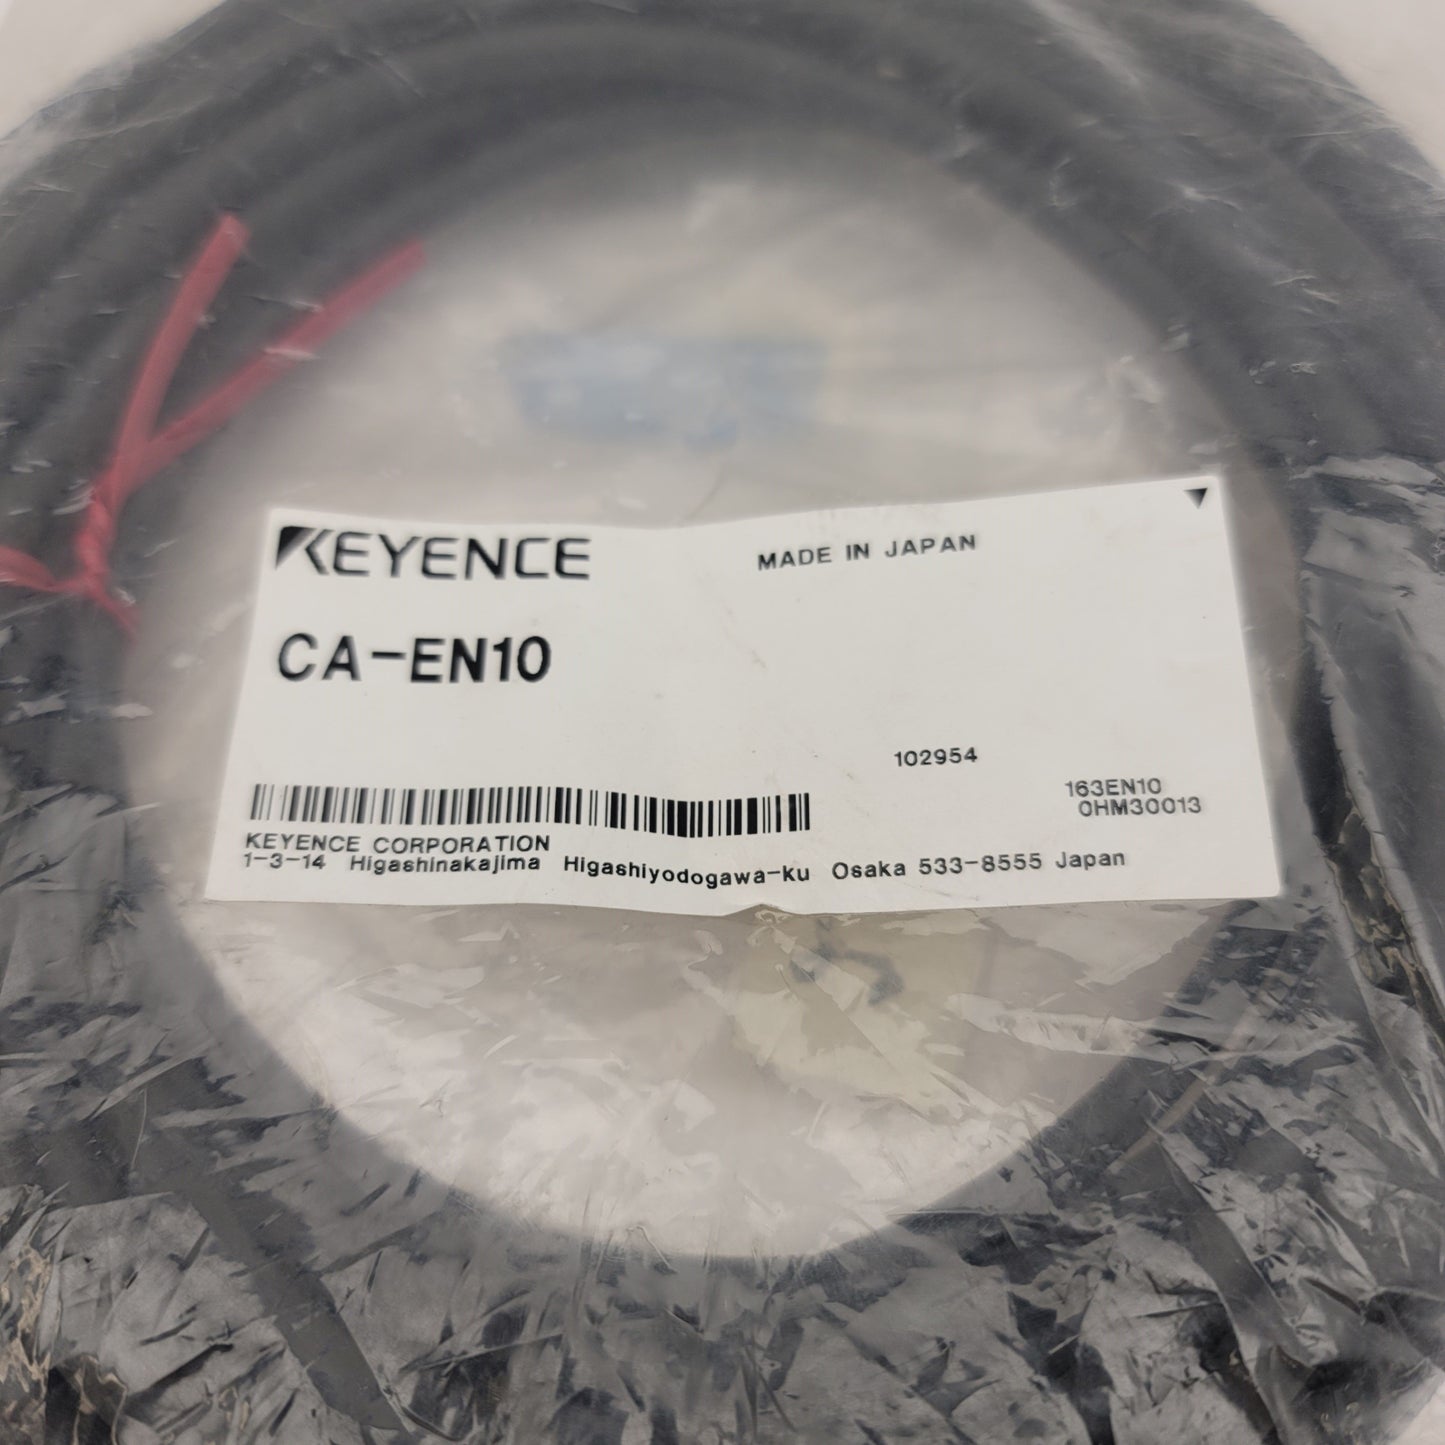 KEYENCE
MADE IN JAPAN
CA-EN10
102954
163EN10
0HM30013
KEYENCE CORPORATION
1-3-14 Higashinakajima Higashiyodogawa-ku Osaka 533-8555 Japan